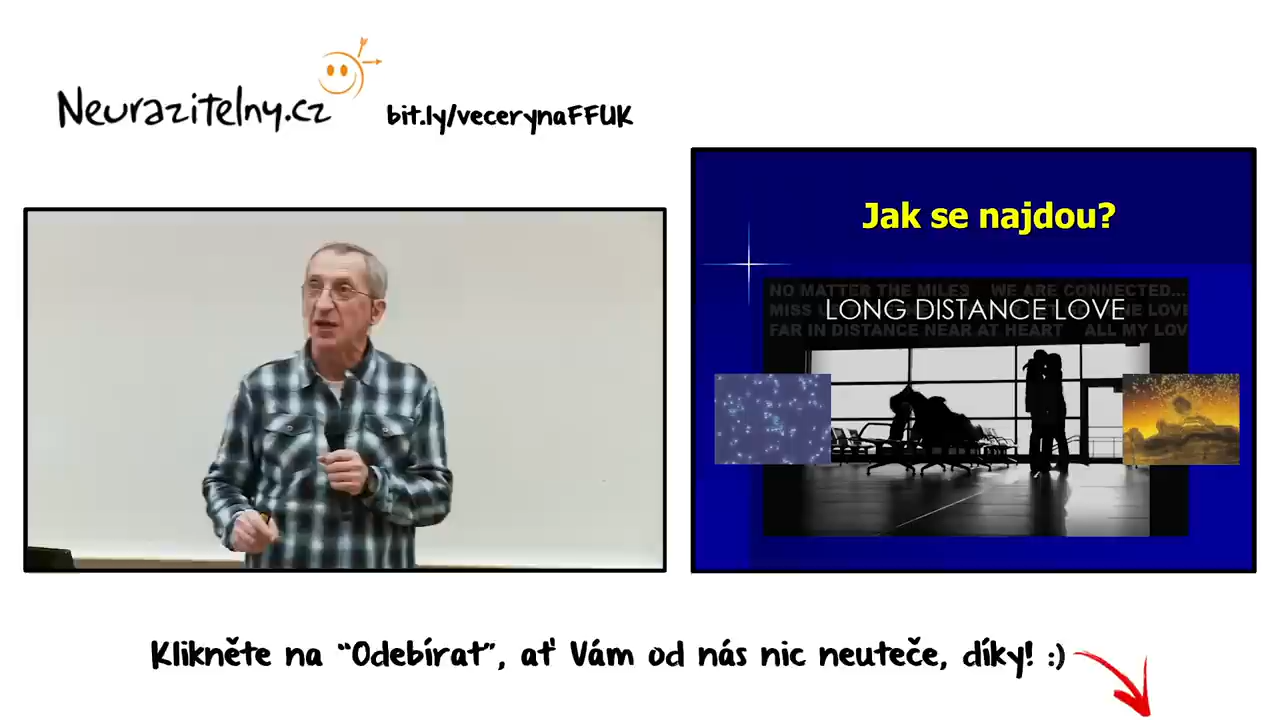 Neurazitelny.cz
bit.ly/vecerynaFFUK
Jak se najdou?
NO MATTER THE MILES WE ARE CONNECTED...
LONG DISTANCE LOVE
FAR IN DISTANCE NEAR AT HEART ALL MY LOV
Klikněte na “Odebírat”, ať Vám od nás nic neuteče, díky! :)